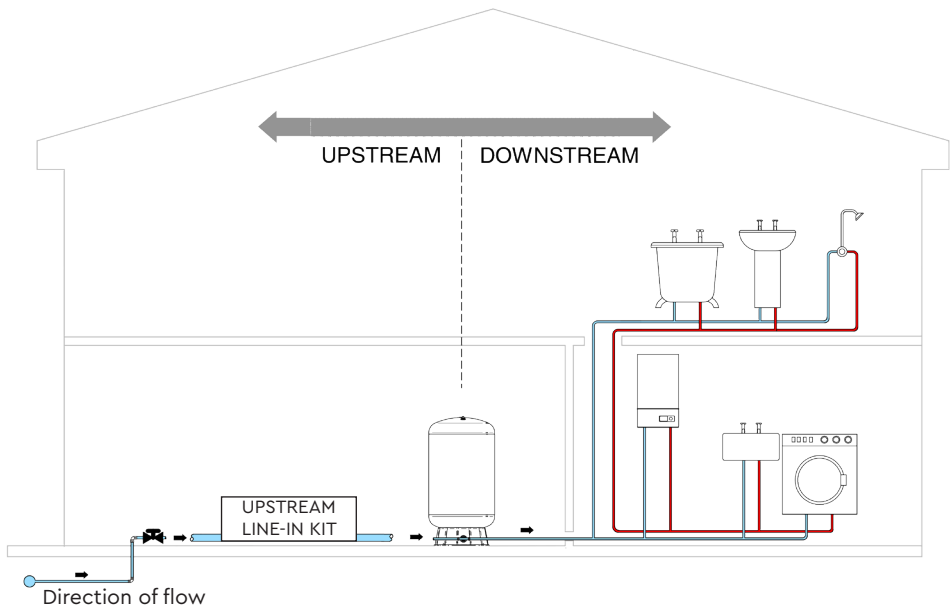 UPSTREAM
DOWNSTREAM
UPSTREAM
LINE-IN KIT
Direction of flow